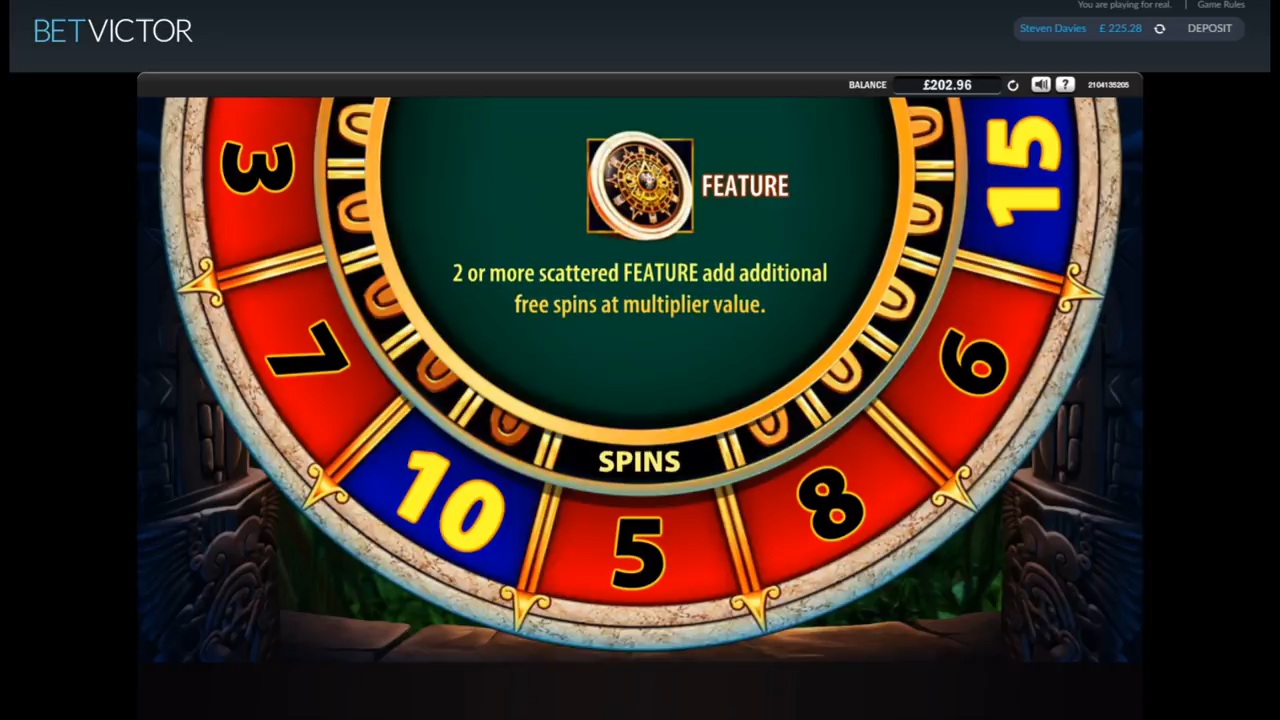 You are playing for real. | Game Rules
BETVICTOR
Steven Davies £ 225.28 DEPOSIT
BALANCE £202.96 ? 2104135205
3
15
FEATURE
2 or more scattered FEATURE add additional
free spins at multiplier value.
7
6
SPINS
10
8
5